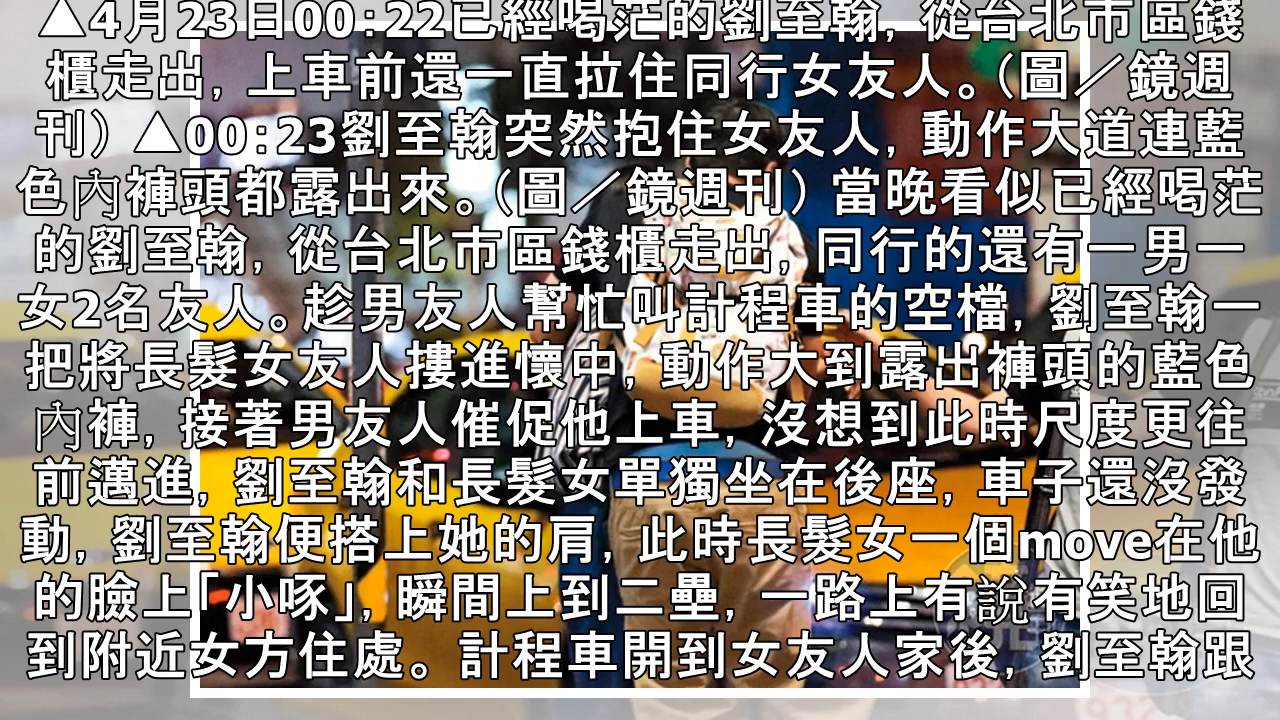 ▲4月23日00:22已經喝茫的劉至翰, 從台北市區錢
櫃走出, 上車前還一直拉住同行女友人。(圖／鏡週
刊) ▲00:23劉至翰突然抱住女友人, 動作大道連藍
色內褲頭都露出來。(圖／鏡週刊) 當晚看似已經喝茫
的劉至翰, 從台北市區錢櫃走出, 同行的還有一男一
女2名友人。趁男友人幫忙叫計程車的空檔, 劉至翰一
把將長髮女友人摟進懷中, 動作大到露出褲頭的藍色
內褲, 接著男友人催促他上車, 沒想到此時尺度更往
前邁進, 劉至翰和長髮女單獨坐在後座, 車子還沒發
動, 劉至翰便搭上她的肩, 此時長髮女一個move在他
的臉上「小啄」, 瞬間上到二壘, 一路上有說有笑地回
到附近女方住處。計程車開到女友人家後, 劉至翰跟